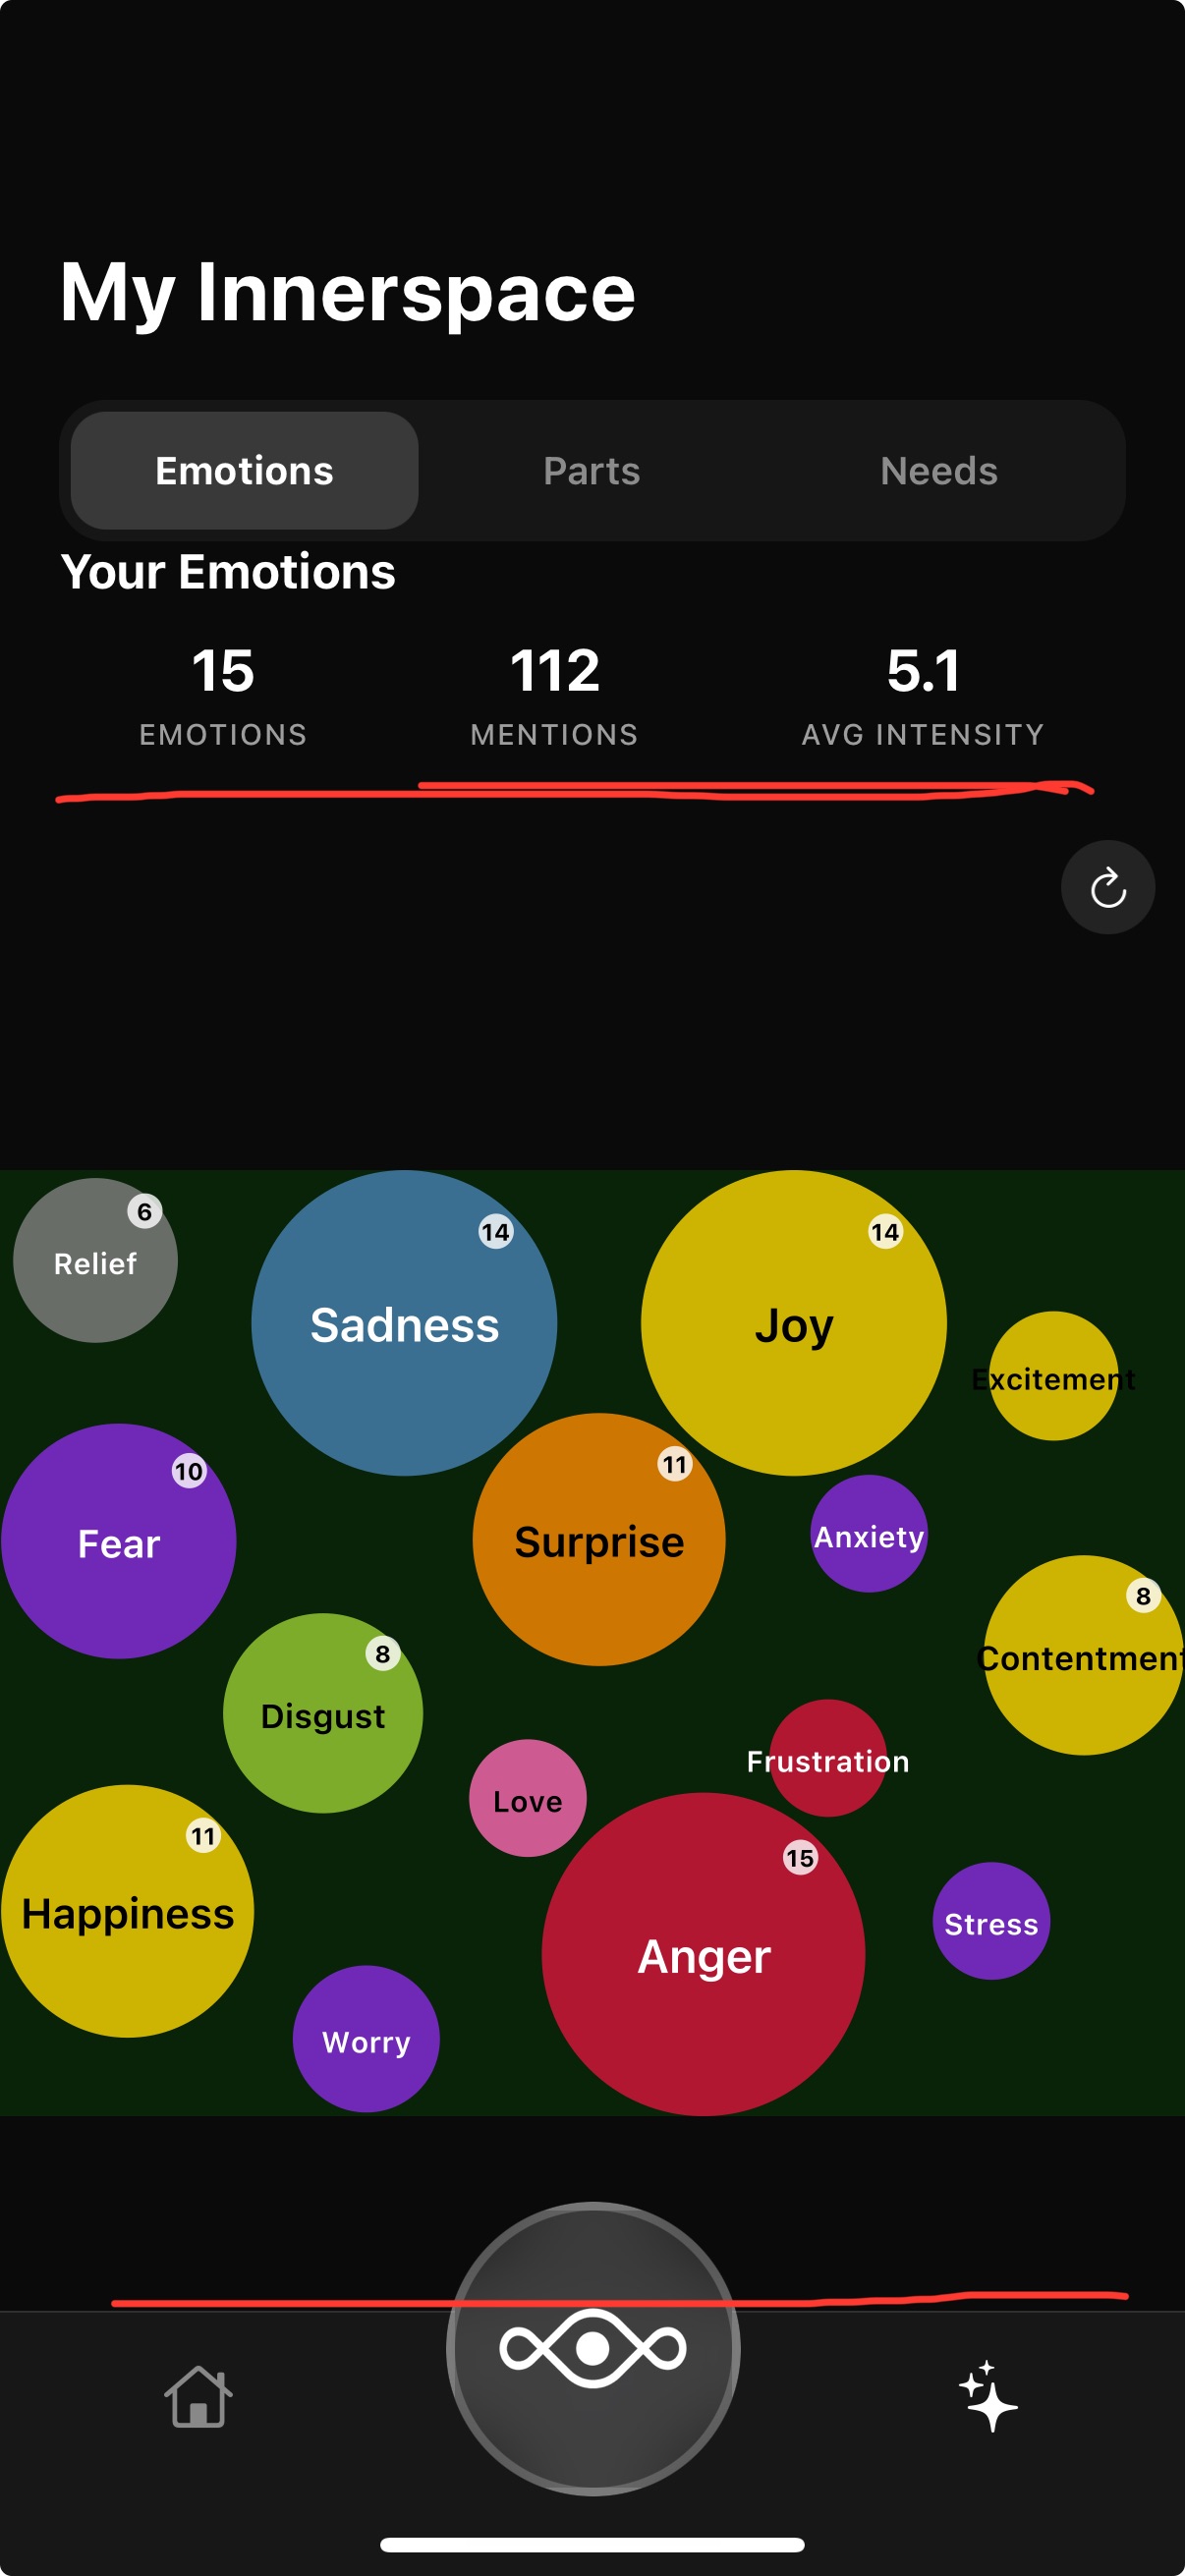 My Innerspace
Emotions Parts Needs
Your Emotions
15 112 5.1
EMOTIONS MENTIONS AVG INTENSITY
6
Relief
14
Sadness
14
Joy
Excitement
10
Fear
11
Surprise
Anxiety
8
Contentment
8
Disgust
Frustration
Love
11
Happiness
15
Anger
Stress
Worry